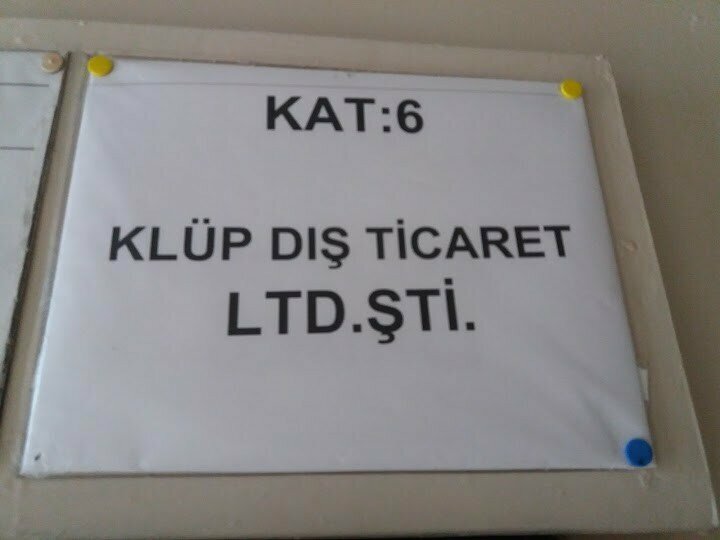 KAT:6
KLÜP DIŞ TİCARET
LTD.ŞTİ.